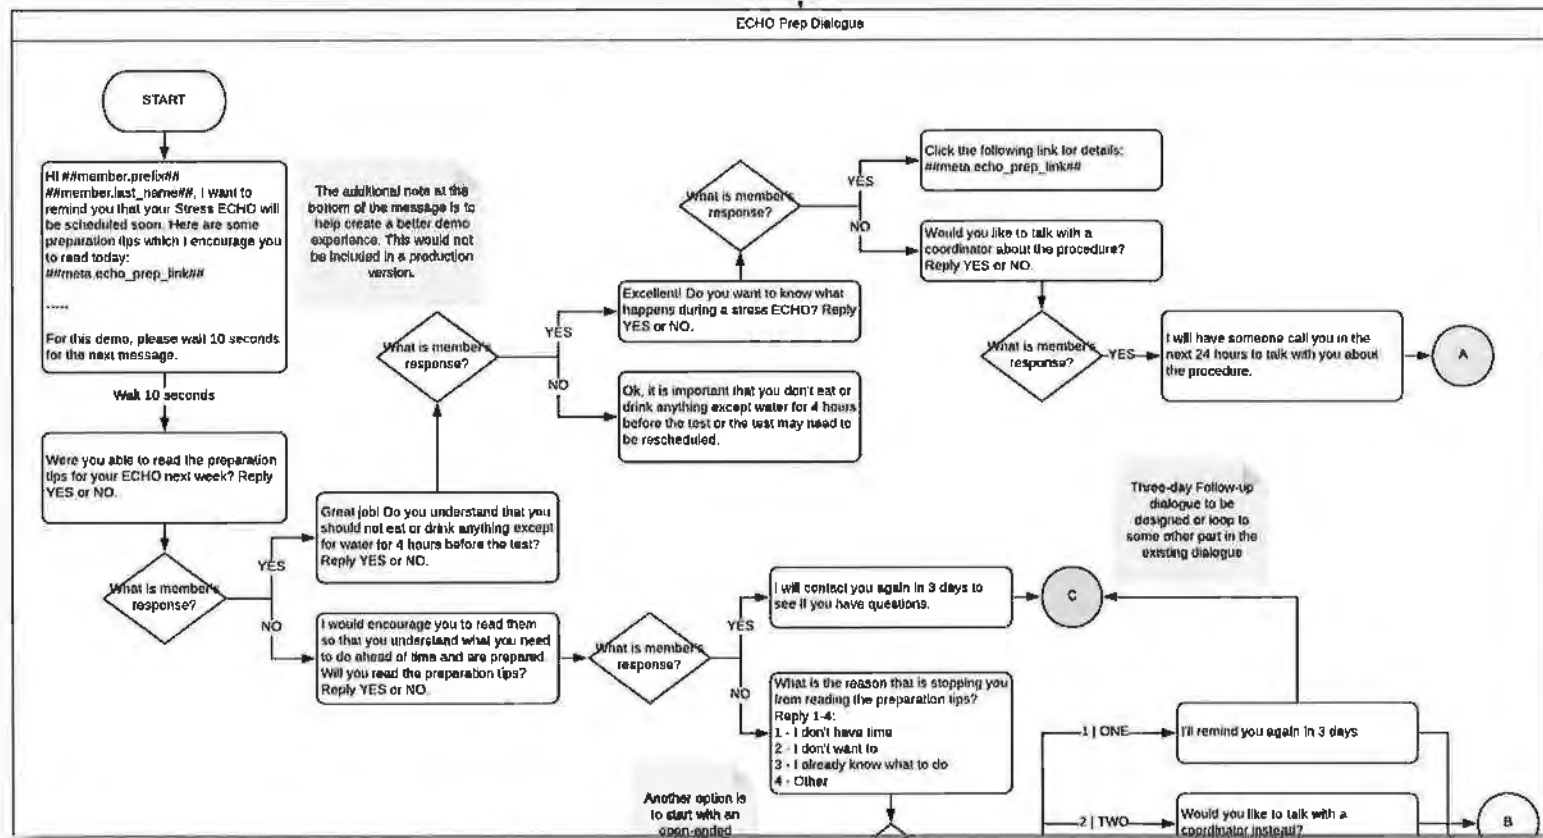 ECHO Prep Dialogue
START
Hi ##member.prefix##
##member.last_name##, I want to
remind you that your Stress ECHO will
be scheduled soon. Here are some
preparation tips which I encourage you
to read today:
##meta.echo_prep_link##
-----
For this demo, please wait 10 seconds
for the next message.
The additional note at the
bottom of the message is to
help create a better demo
experience. This would not
be included in a production
version.
Wait 10 seconds
Were you able to read the preparation
tips for your ECHO next week? Reply
YES or NO.
What is member's
response?
YES
NO
Great job! Do you understand that you
should not eat or drink anything except
for water for 4 hours before the test?
Reply YES or NO.
What is member's
response?
YES
NO
Excellent! Do you want to know what
happens during a stress ECHO? Reply
YES or NO.
Ok, it is important that you don't eat or
drink anything except water for 4 hours
before the test or the test may need to
be rescheduled.
What is member's
response?
YES
NO
Click the following link for details:
##meta.echo_prep_link##
Would you like to talk with a
coordinator about the procedure?
Reply YES or NO.
What is member's
response?
YES
I will have someone call you in the
next 24 hours to talk with you about
the procedure.
A
I would encourage you to read them
so that you understand what you need
to do ahead of time and are prepared.
Will you read the preparation tips?
Reply YES or NO.
What is member's
response?
YES
NO
I will contact you again in 3 days to
see if you have questions.
C
Three-day Follow-up
dialogue to be
designed or loop to
some other part in the
existing dialogue
What is the reason that is stopping you
from reading the preparation tips?
Reply 1-4:
1 - I don't have time
2 - I don't want to
3 - I already know what to do
4 - Other
Another option is
to start with an
open-ended
1 | ONE
I'll remind you again in 3 days
2 | TWO
Would you like to talk with a
coordinator instead?
B